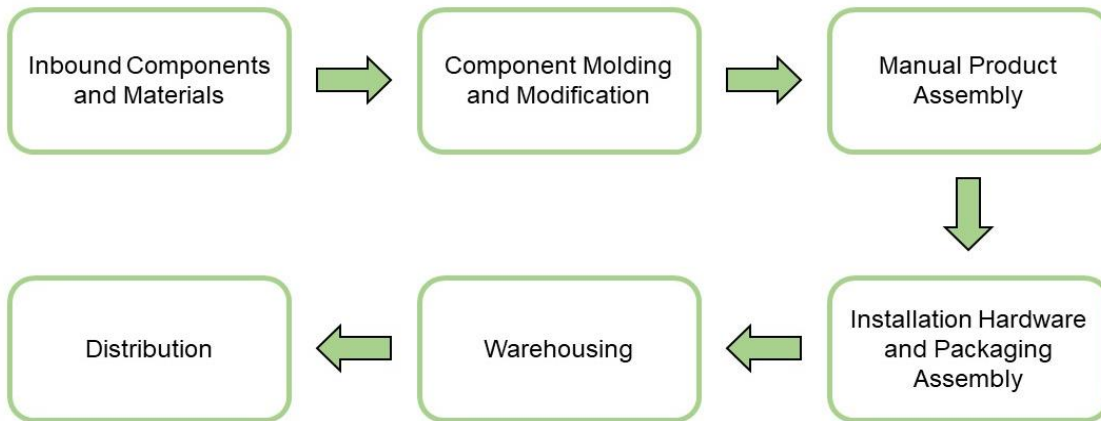 Inbound Components
and Materials
Component Molding
and Modification
Manual Product
Assembly
Installation Hardware
and Packaging
Assembly
Warehousing
Distribution